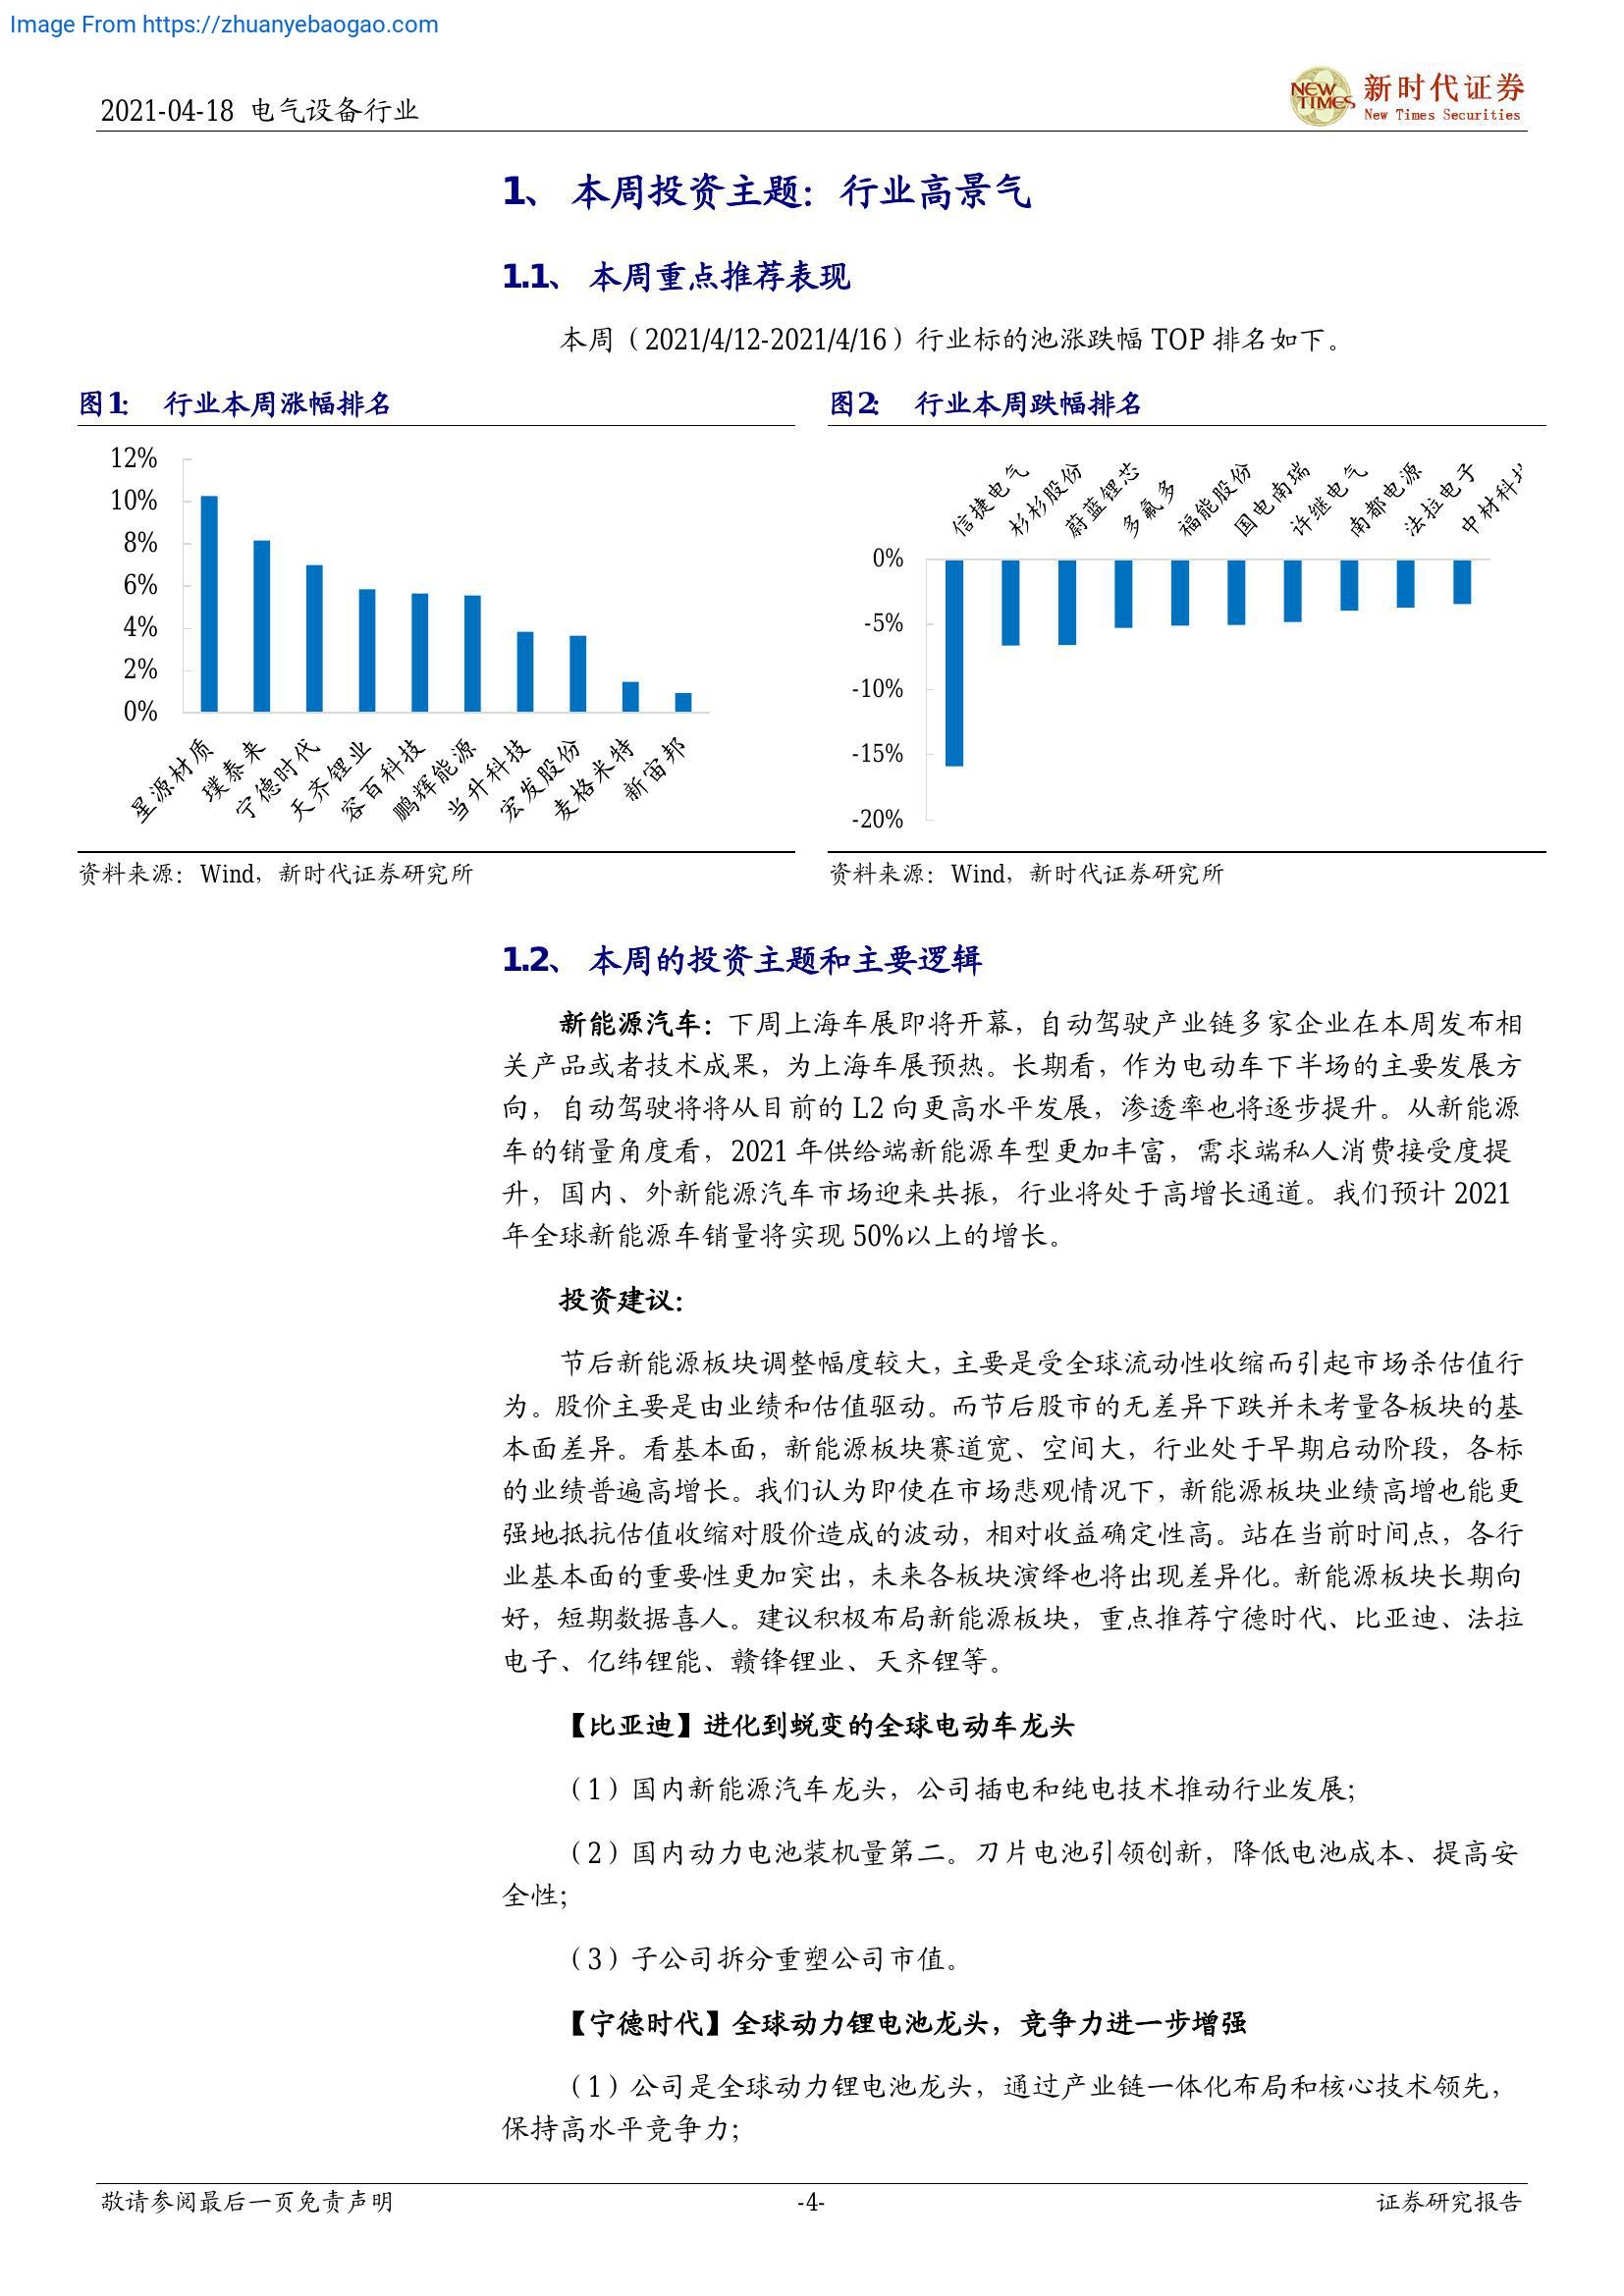 Image From https://zhuanyebaogao.com
2021-04-18 电气设备行业
NEW TIMES
新时代证券
New Times Securities
1、 本周投资主题：行业高景气
1.1、 本周重点推荐表现
本周（2021/4/12-2021/4/16）行业标的池涨跌幅 TOP 排名如下。
图1： 行业本周涨幅排名
12%
10%
8%
6%
4%
2%
0%
星源材质
璞泰来
宁德时代
天齐锂业
容百科技
鹏辉能源
当升科技
宏发股份
麦格米特
新宙邦
资料来源：Wind，新时代证券研究所
图2： 行业本周跌幅排名
信捷电气
杉杉股份
蔚蓝锂芯
多氟多
福能股份
国电南瑞
许继电气
南都电源
法拉电子
中材科
0%
-5%
-10%
-15%
-20%
资料来源：Wind，新时代证券研究所
1.2、 本周的投资主题和主要逻辑
新能源汽车：下周上海车展即将开幕，自动驾驶产业链多家企业在本周发布相
关产品或者技术成果，为上海车展预热。长期看，作为电动车下半场的主要发展方
向，自动驾驶将将从目前的 L2 向更高水平发展，渗透率也将逐步提升。从新能源
车的销量角度看，2021 年供给端新能源车型更加丰富，需求端私人消费接受度提
升，国内、外新能源汽车市场迎来共振，行业将处于高增长通道。我们预计 2021
年全球新能源车销量将实现 50%以上的增长。
投资建议：
节后新能源板块调整幅度较大，主要是受全球流动性收缩而引起市场杀估值行
为。股价主要是由业绩和估值驱动。而节后股市的无差异下跌并未考量各板块的基
本面差异。看基本面，新能源板块赛道宽、空间大，行业处于早期启动阶段，各标
的业绩普遍高增长。我们认为即使在市场悲观情况下，新能源板块业绩高增也能更
强地抵抗估值收缩对股价造成的波动，相对收益确定性高。站在当前时间点，各行
业基本面的重要性更加突出，未来各板块演绎也将出现差异化。新能源板块长期向
好，短期数据喜人。建议积极布局新能源板块，重点推荐宁德时代、比亚迪、法拉
电子、亿纬锂能、赣锋锂业、天齐锂等。
【比亚迪】进化到蜕变的全球电动车龙头
（1）国内新能源汽车龙头，公司插电和纯电技术推动行业发展；
（2）国内动力电池装机量第二。刀片电池引领创新，降低电池成本、提高安
全性；
（3）子公司拆分重塑公司市值。
【宁德时代】全球动力锂电池龙头，竞争力进一步增强
（1）公司是全球动力锂电池龙头，通过产业链一体化布局和核心技术领先，
保持高水平竞争力；
敬请参阅最后一页免责声明
-4-
证券研究报告